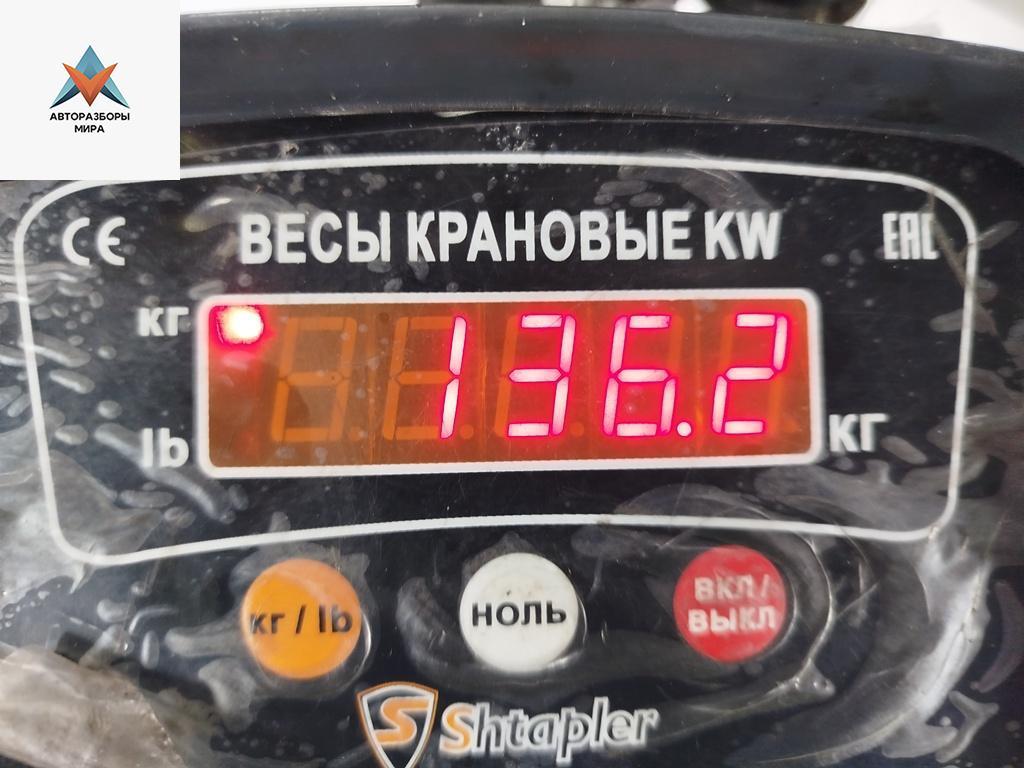 АВТОРАЗБОРЫ
МИРА
CE
ВЕСЫ КРАНОВЫЕ KW
EAC
кг
136.2
lb
кг
кг / lb
НОЛЬ
ВКЛ /
ВЫКЛ
S Shtapler